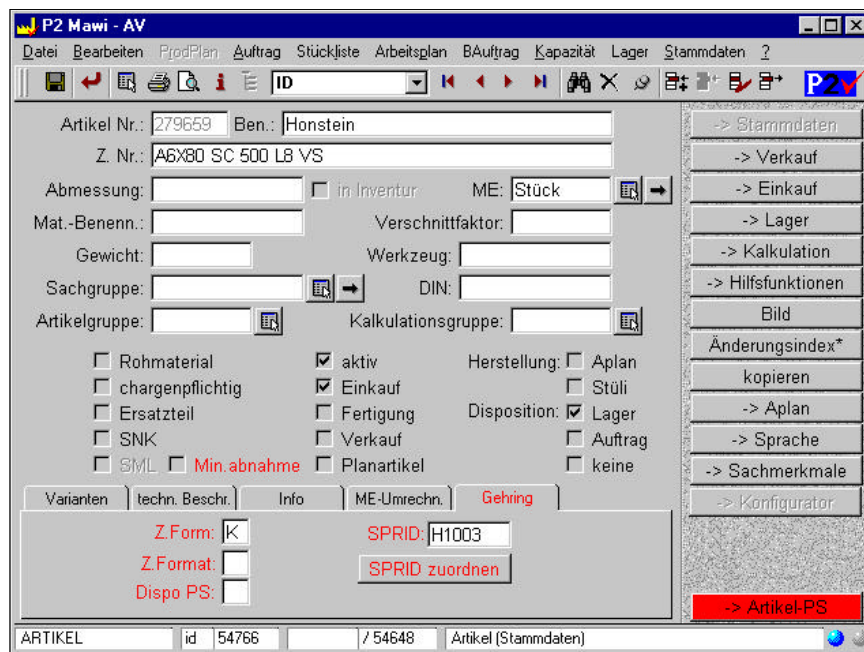 P2 Mawi - AV
Datei Bearbeiten ProdPlan Auftrag Stückliste Arbeitsplan BAuftrag Kapazität Lager Stammdaten ?
ID P2
Artikel Nr.: 279659 Ben.: Honstein
Z. Nr.: A6X80 SC 500 L8 VS
Abmessung: in Inventur ME: Stück
Mat.-Benenn.: Verschnittfaktor:
Gewicht: Werkzeug:
Sachgruppe: DIN:
Artikelgruppe: Kalkulationsgruppe:
Rohmaterial aktiv Herstellung: Aplan
chargenpflichtig Einkauf Stüli
Ersatzteil Fertigung Disposition: Lager
SNK Verkauf Auftrag
SML Min.abnahme Planartikel keine
Varianten techn. Beschr. Info ME-Umrechn. Gehring
Z.Form: K SPRID: H1003
Z.Format: SPRID zuordnen
Dispo PS:
-> Stammdaten
-> Verkauf
-> Einkauf
-> Lager
-> Kalkulation
-> Hilfsfunktionen
Bild
Änderungsindex*
kopieren
-> Aplan
-> Sprache
-> Sachmerkmale
-> Konfigurator
-> Artikel-PS
ARTIKEL id 54766 / 54648 Artikel (Stammdaten)